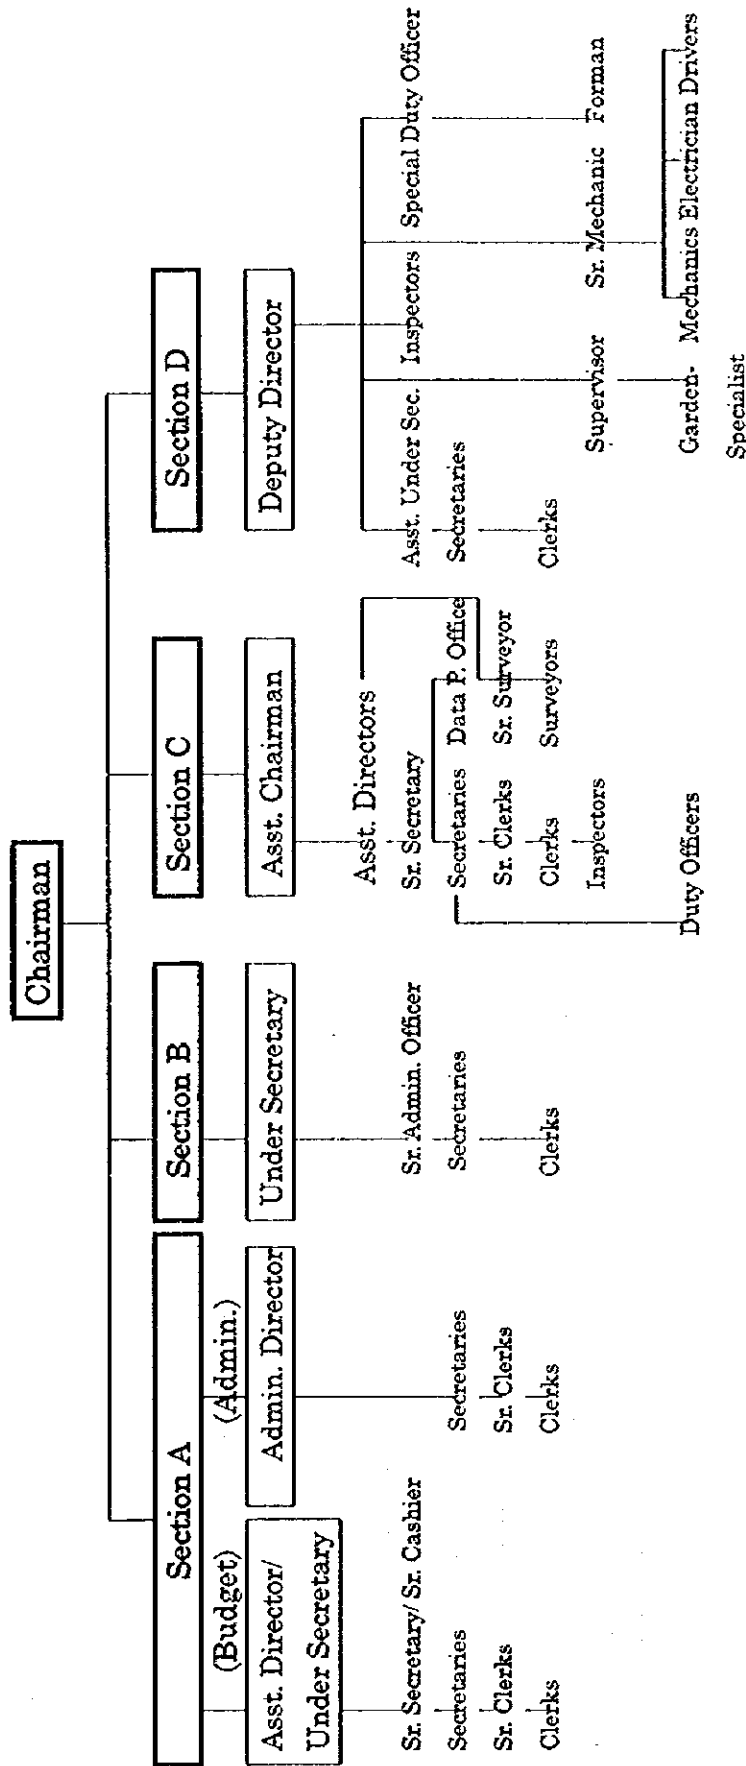 Chairman
Section A
Section B
Section C
Section D
(Budget)
(Admin.)
Asst. Director/
Under Secretary
Admin. Director
Under Secretary
Asst. Chairman
Deputy Director
Sr. Secretary/ Sr. Cashier
Secretaries
Sr. Clerks
Clerks
Secretaries
Sr. Clerks
Clerks
Sr. Admin. Officer
Secretaries
Clerks
Asst. Directors
Sr. Secretary
Secretaries
Data P. Office
Sr. Clerks
Sr. Surveyor
Clerks
Surveyors
Inspectors
Duty Officers
Asst. Under Sec.
Inspectors
Special Duty Officer
Secretaries
Clerks
Supervisor
Sr. Mechanic
Forman
Garden-
Specialist
Mechanics Electrician Drivers